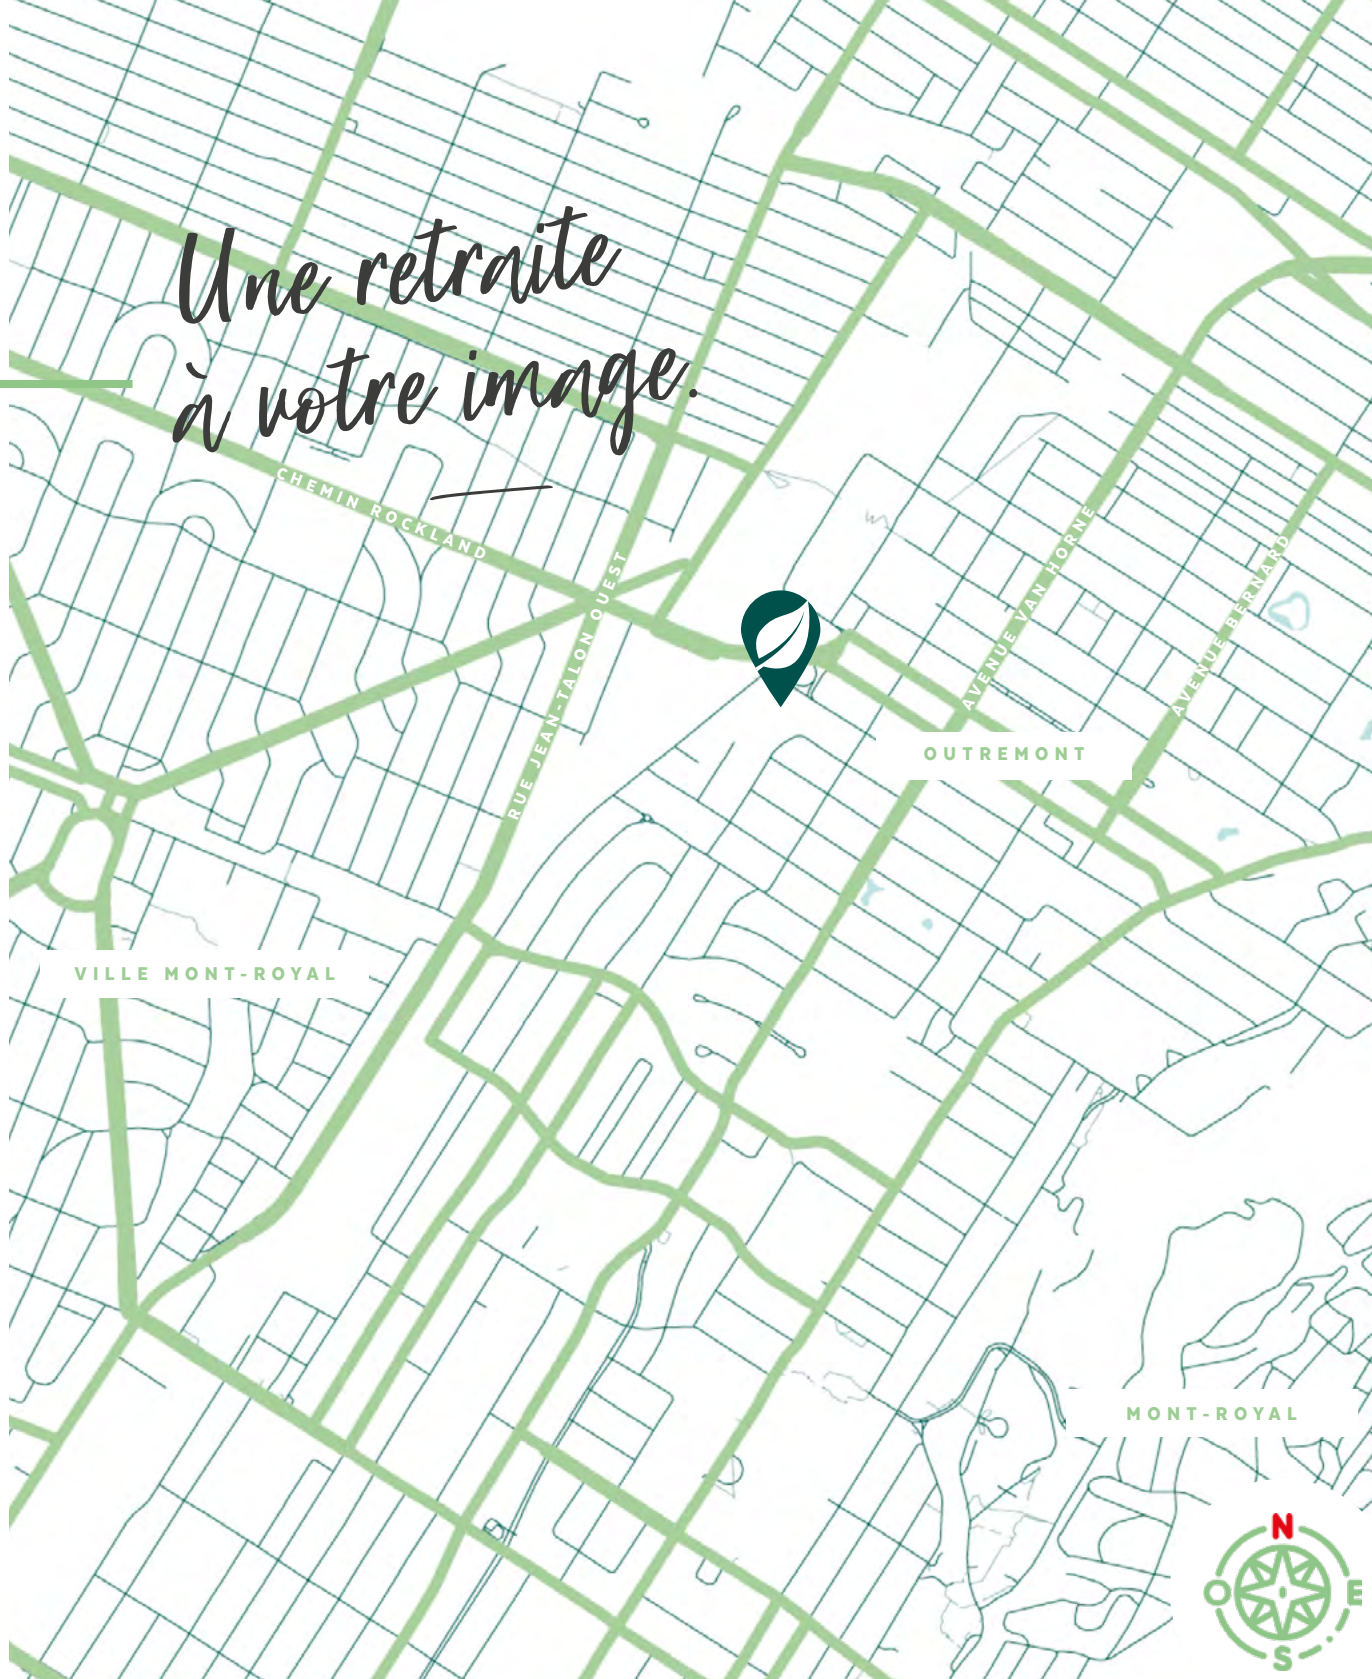 Une retraite
à votre image.
CHEMIN ROCKLAND
RUE JEAN-TALON OUEST
AVENUE VAN HORNE
AVENUE BERNARD
OUTREMONT
VILLE MONT-ROYAL
MONT-ROYAL
N
O E
S